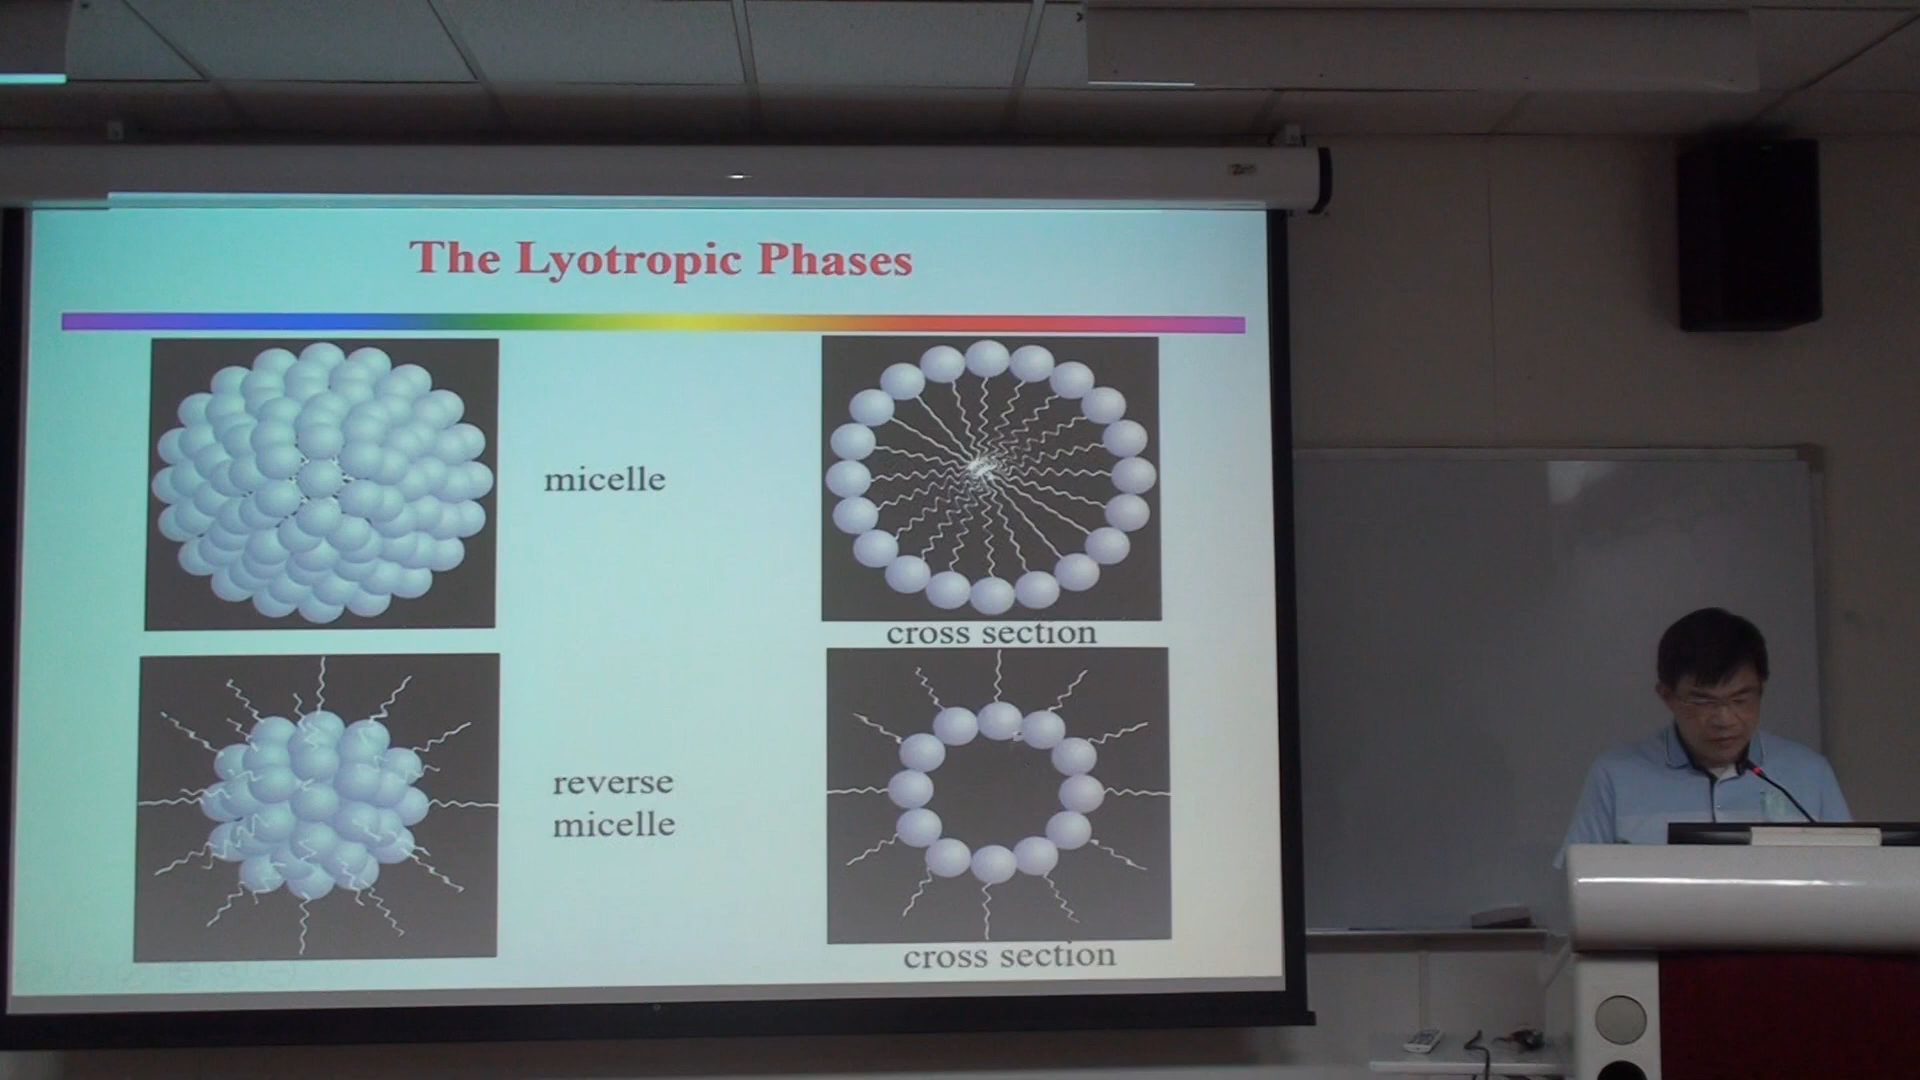 The Lyotropic Phases
micelle
cross section
reverse
micelle
cross section